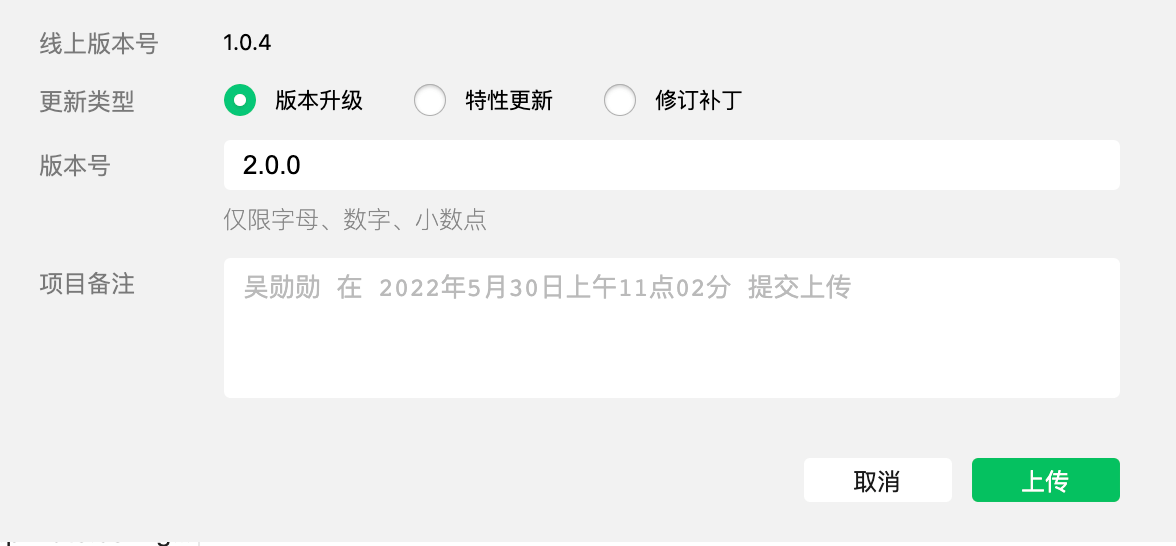 线上版本号 1.0.4
更新类型 版本升级 特性更新 修订补丁
版本号 2.0.0
仅限字母、数字、小数点
项目备注 吴勋勋 在 2022年5月30日上午11点02分 提交上传
取消 上传